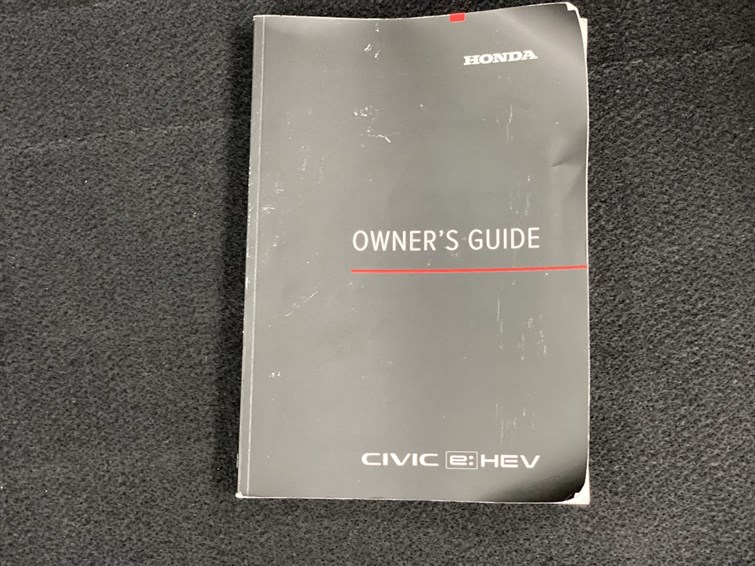 HONDA
OWNER'S GUIDE
CIVIC e:HEV